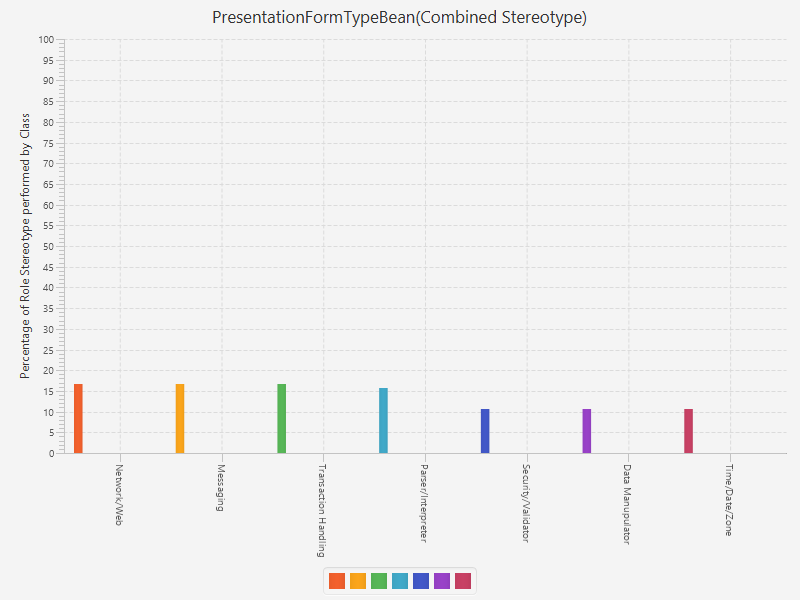 PresentationFormTypeBean(Combined Stereotype)
Percentage of Role Stereotype performed by Class
100
95
90
85
80
75
70
65
60
55
50
45
40
35
30
25
20
15
10
5
0
Network/Web
Messaging
Transaction Handling
Parser/Interpreter
Security/Validator
Data Manupulator
Time/Date/Zone